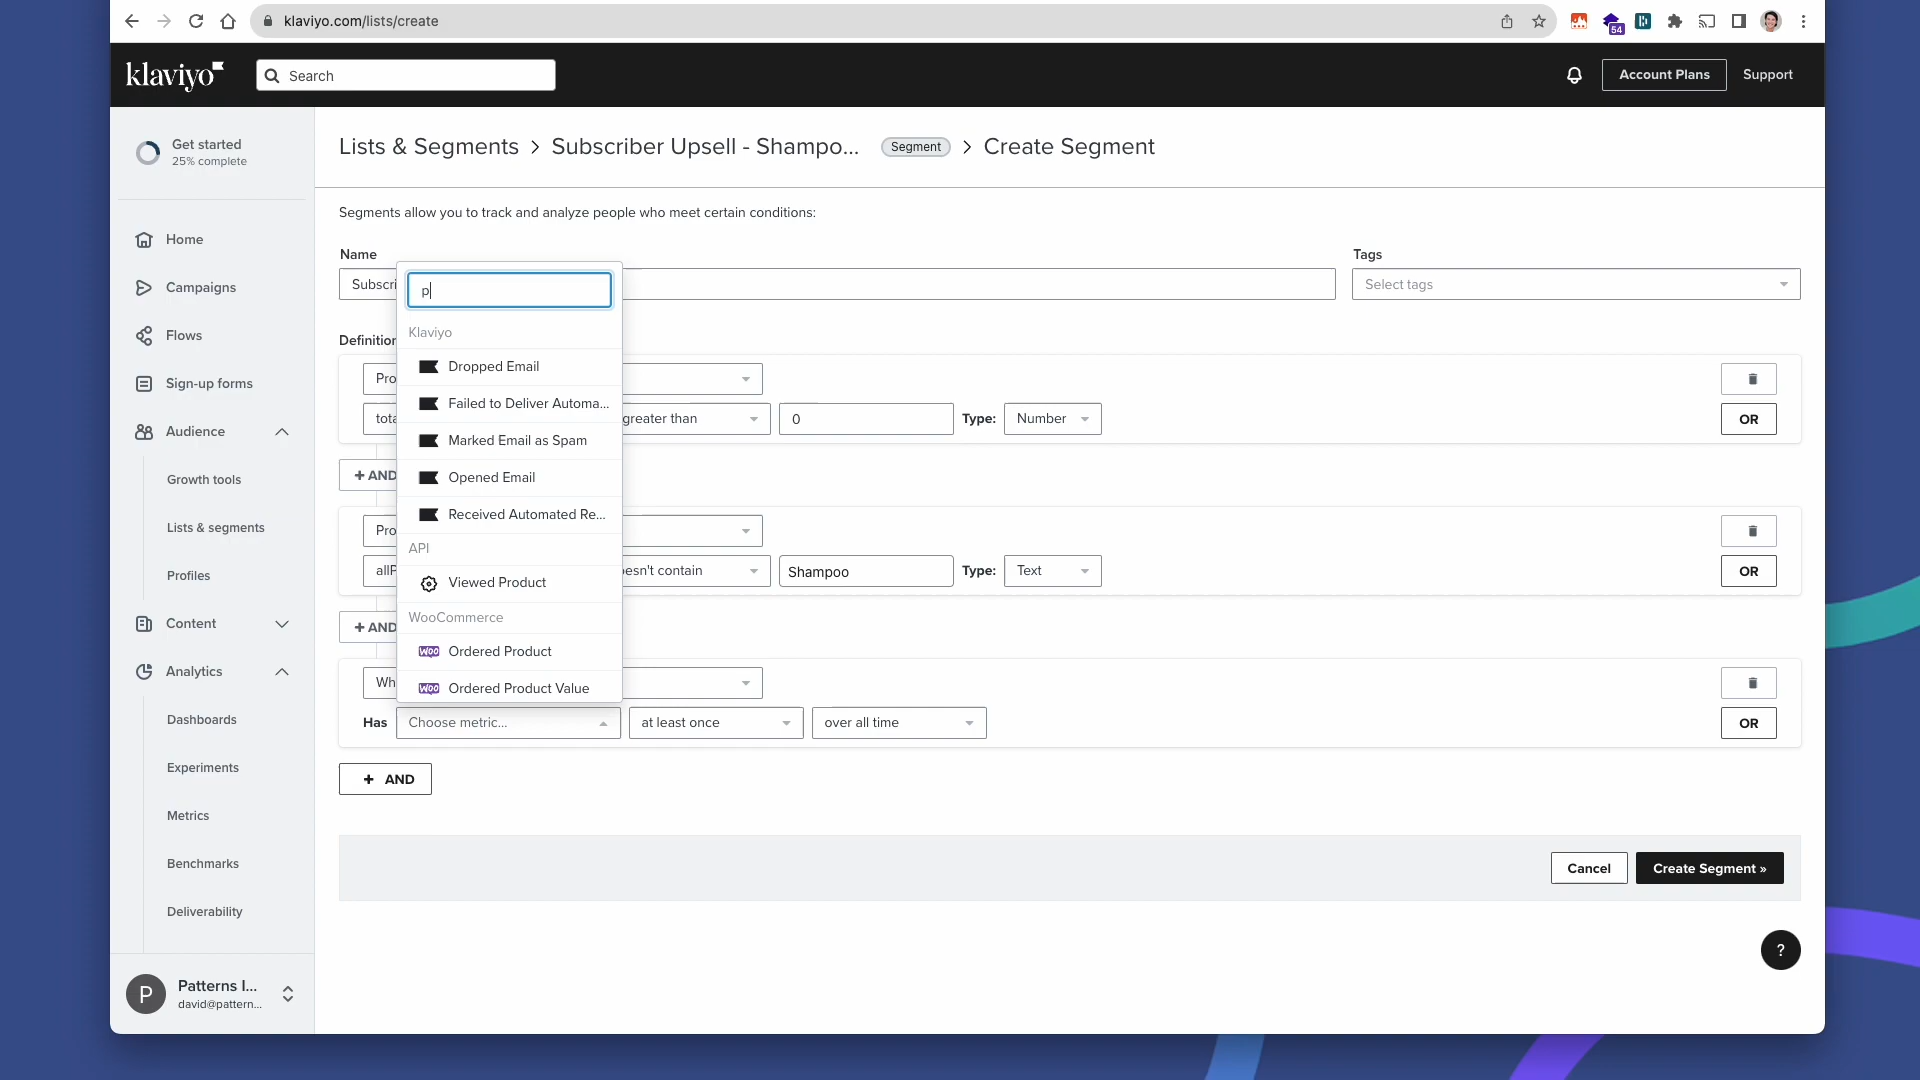 klaviyo.com/lists/create
54
klaviyo
Search
Account Plans
Support
Get started
25% complete
Home
Campaigns
Flows
Sign-up forms
Audience
Growth tools
Lists & segments
Profiles
Content
Analytics
Dashboards
Experiments
Metrics
Benchmarks
Deliverability
P
Patterns I...
david@pattern...
Lists & Segments > Subscriber Upsell - Shampo... Segment > Create Segment
Segments allow you to track and analyze people who meet certain conditions:
Name
Tags
Subscri
Select tags
p
Klaviyo
Dropped Email
Failed to Deliver Automa...
Marked Email as Spam
Opened Email
Received Automated Re...
API
Viewed Product
WooCommerce
Woo Ordered Product
Woo Ordered Product Value
Definition
Pro
tota
greater than
0
Type:
Number
OR
+ AND
Pro
allP
esn't contain
Shampoo
Type:
Text
OR
+ AND
Wh
Has
Choose metric...
at least once
over all time
OR
+ AND
Cancel
Create Segment »
?